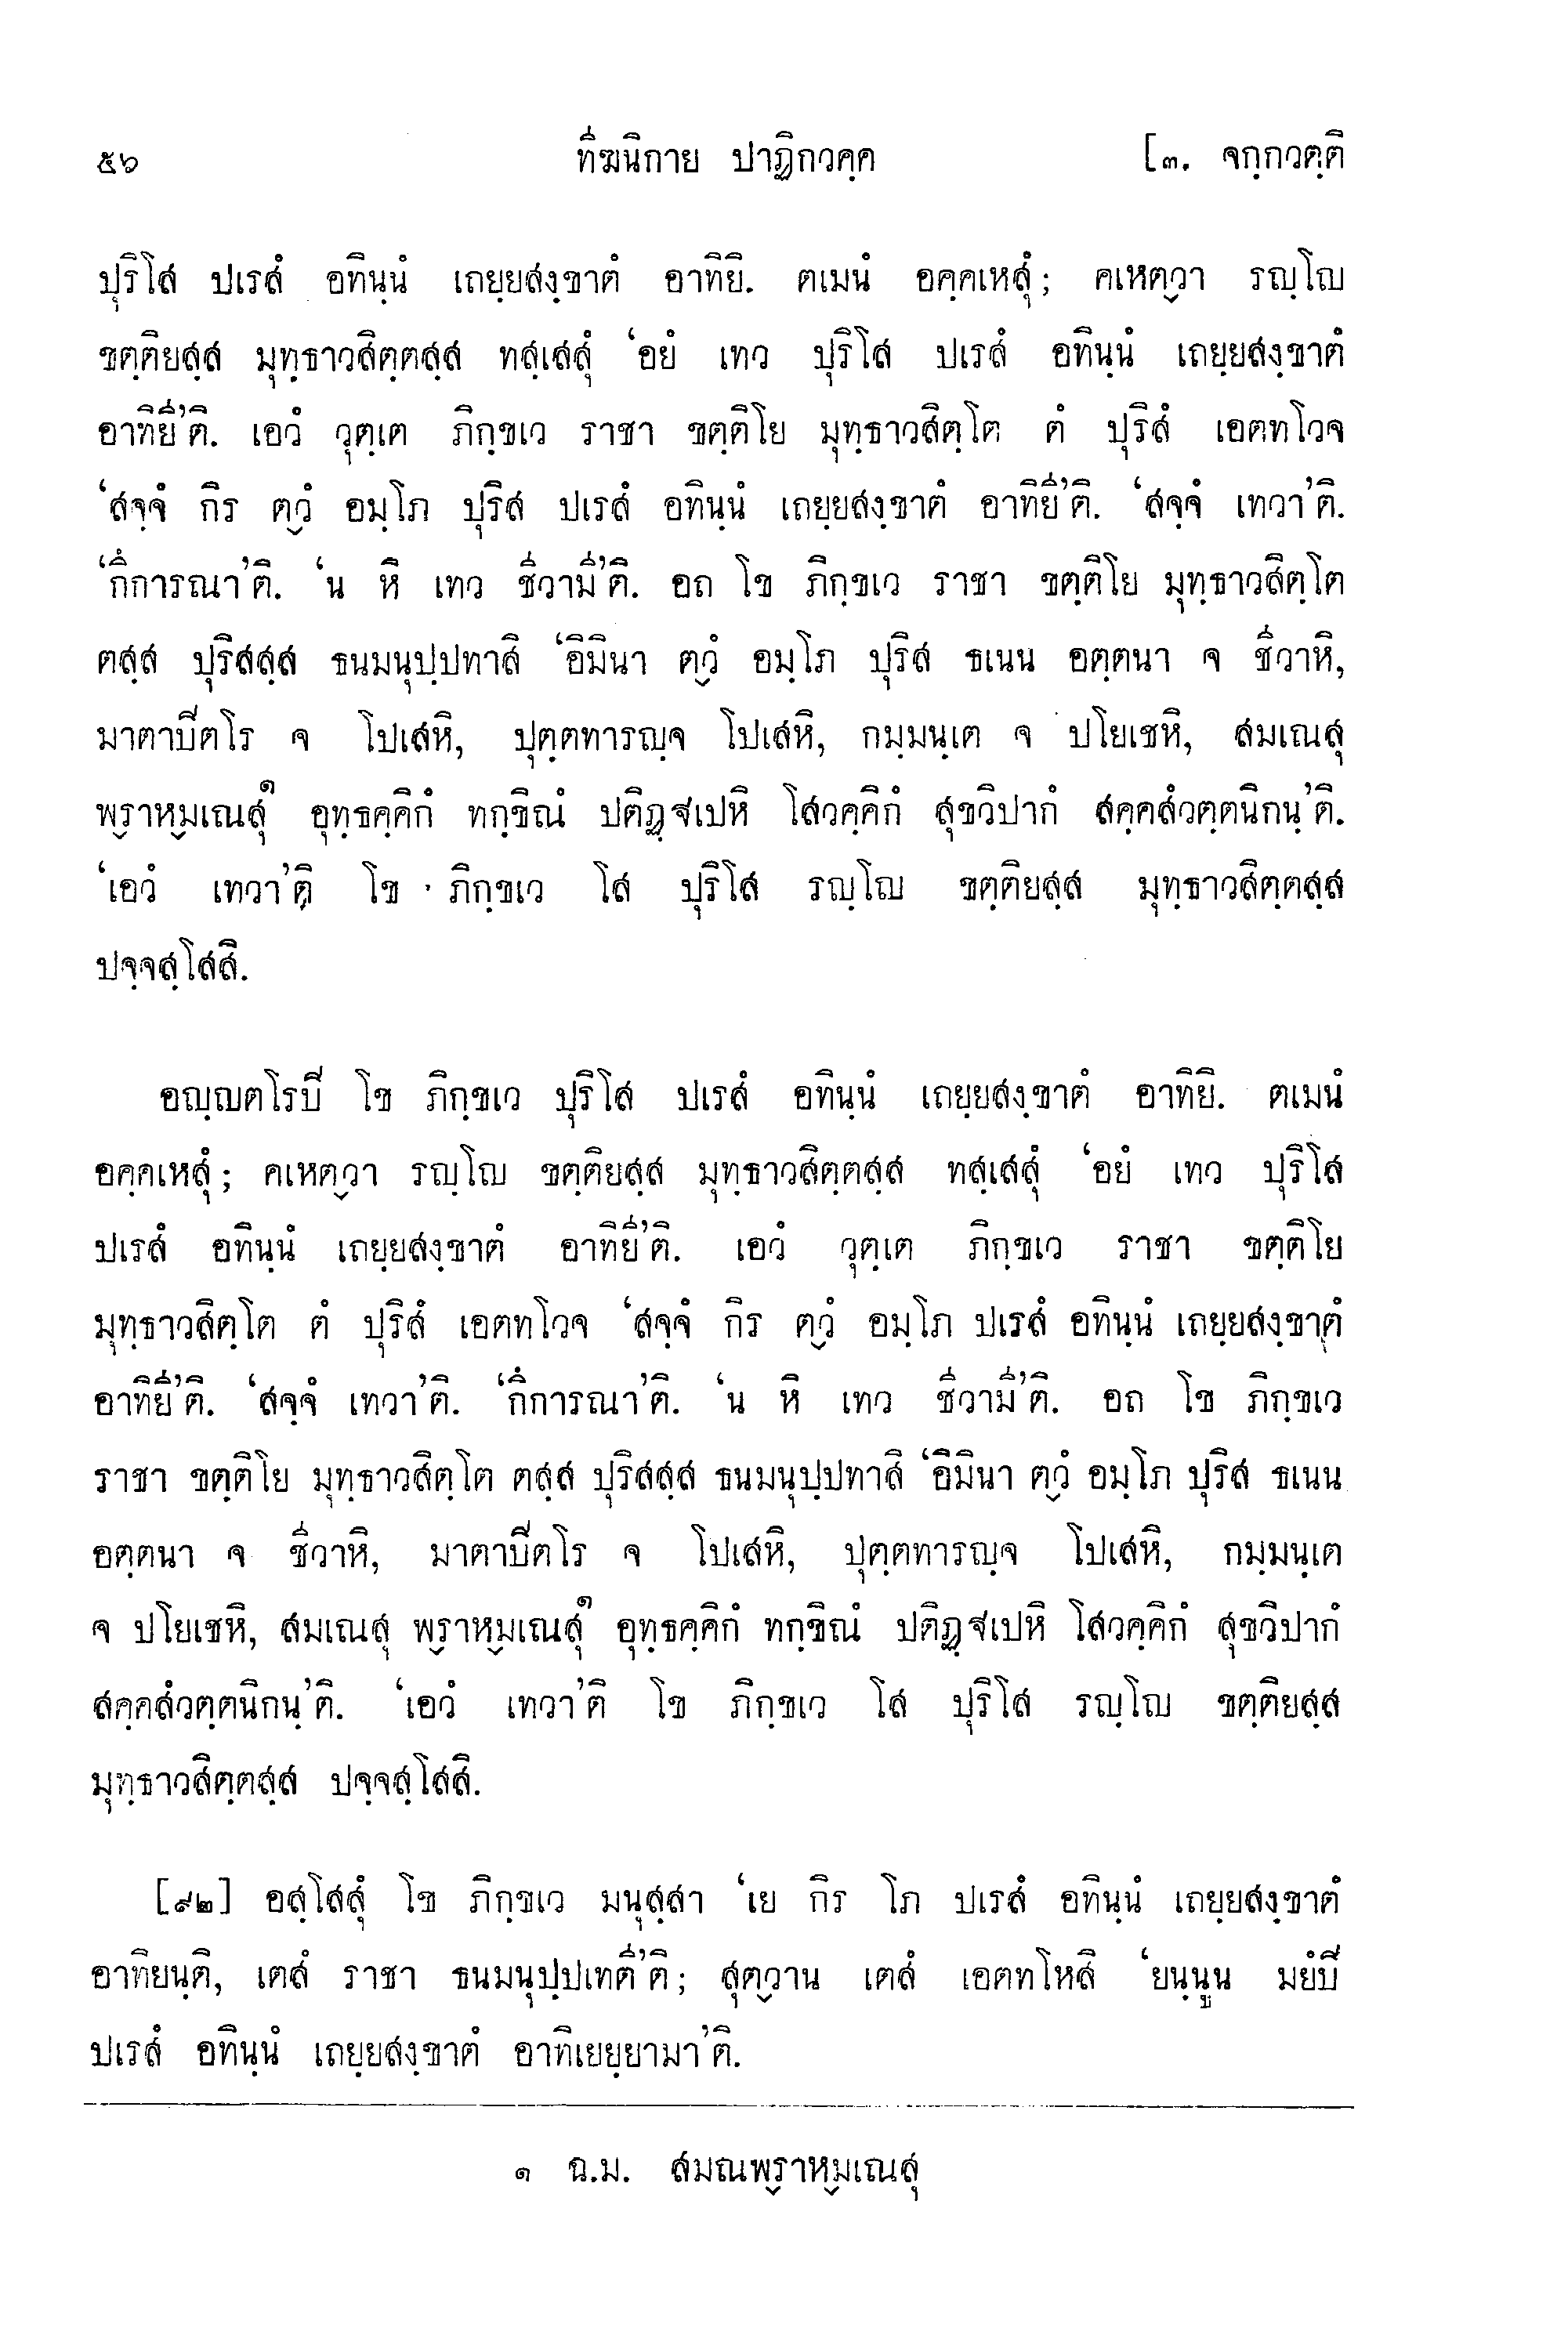 ๕๖ ทีฆนิกาย ปาฏิกวคฺค [๓. จกฺกวตฺติ
ปุริโส ปเรสํ อทินฺนํ เถยฺยสงฺขาตํ อาทิยิ. ตเมนํ อคฺคเหสุํ; คเหตฺวา รญฺโญ
ขตฺติยสฺส มุทฺธาวสิตฺตสฺส ทสฺเสสุํ ‘อยํ เทว ปุริโส ปเรสํ อทินฺนํ เถยฺยสงฺขาตํ
อาทิยี’ติ. เอวํ วุตฺเต ภิกฺขเว ราชา ขตฺติโย มุทฺธาวสิตฺโต ตํ ปุริสํ เอตทโวจ
‘สจฺจํ กิร ตฺวํ อมฺโภ ปุริส ปเรสํ อทินฺนํ เถยฺยสงฺขาตํ อาทิยี’ติ. ‘สจฺจํ เทวา’ติ.
‘กึการณา’ติ. ‘น หิ เทว ชีวามี’ติ. อถ โข ภิกฺขเว ราชา ขตฺติโย มุทฺธาวสิตฺโต
ตสฺส ปุริสสฺส ธนมนุปฺปทาสิ ‘อิมินา ตฺวํ อมฺโภ ปุริส ธเนน อตฺตนา จ ชีวาหิ,
มาตาปิตโร จ โปเสหิ, ปุตฺตทารญฺจ โปเสหิ, กมฺมนฺเต จ ปโยเชหิ, สมเณสุ
พฺราหฺมเณสุ๑ อุทฺธคฺคิกํ ทกฺขิณํ ปติฏฺฐเปหิ โสวคฺคิกํ สุขวิปากํ สคฺคสํวตฺตนิกนฺ’ติ.
‘เอวํ เทวา’ติ โข ภิกฺขเว โส ปุริโส รญฺโญ ขตฺติยสฺส มุทฺธาวสิตฺตสฺส
ปจฺจสฺโสสิ.
อญฺญตโรปิ โข ภิกฺขเว ปุริโส ปเรสํ อทินฺนํ เถยฺยสงฺขาตํ อาทิยิ. ตเมนํ
อคฺคเหสุํ; คเหตฺวา รญฺโญ ขตฺติยสฺส มุทฺธาวสิตฺตสฺส ทสฺเสสุํ ‘อยํ เทว ปุริโส
ปเรสํ อทินฺนํ เถยฺยสงฺขาตํ อาทิยี’ติ. เอวํ วุตฺเต ภิกฺขเว ราชา ขตฺติโย
มุทฺธาวสิตฺโต ตํ ปุริสํ เอตทโวจ ‘สจฺจํ กิร ตฺวํ อมฺโภ ปเรสํ อทินฺนํ เถยฺยสงฺขาตํ
อาทิยี’ติ. ‘สจฺจํ เทวา’ติ. ‘กึการณา’ติ. ‘น หิ เทว ชีวามี’ติ. อถ โข ภิกฺขเว
ราชา ขตฺติโย มุทฺธาวสิตฺโต ตสฺส ปุริสสฺส ธนมนุปฺปทาสิ ‘อิมินา ตฺวํ อมฺโภ ปุริส ธเนน
อตฺตนา จ ชีวาหิ, มาตาปิตโร จ โปเสหิ, ปุตฺตทารญฺจ โปเสหิ, กมฺมนฺเต
จ ปโยเชหิ, สมเณสุ พฺราหฺมเณสุ๑ อุทฺธคฺคิกํ ทกฺขิณํ ปติฏฺฐเปหิ โสวคฺคิกํ สุขวิปากํ
สคฺคสํวตฺตนิกนฺ’ติ. ‘เอวํ เทวา’ติ โข ภิกฺขเว โส ปุริโส รญฺโญ ขตฺติยสฺส
มุทฺธาวสิตฺตสฺส ปจฺจสฺโสสิ.
[๙๒] อสฺโสสุํ โข ภิกฺขเว มนุสฺสา ‘เย กิร โภ ปเรสํ อทินฺนํ เถยฺยสงฺขาตํ
อาทิยนฺติ, เตสํ ราชา ธนมนุปฺปเทตี’ติ; สุตฺวาน เตสํ เอตทโหสิ ‘ยนฺนูน มยํปิ
ปเรสํ อทินฺนํ เถยฺยสงฺขาตํ อาทิเยยฺยามา’ติ.
๑ ฉ.ม. สมณพฺราหฺมเณสุ